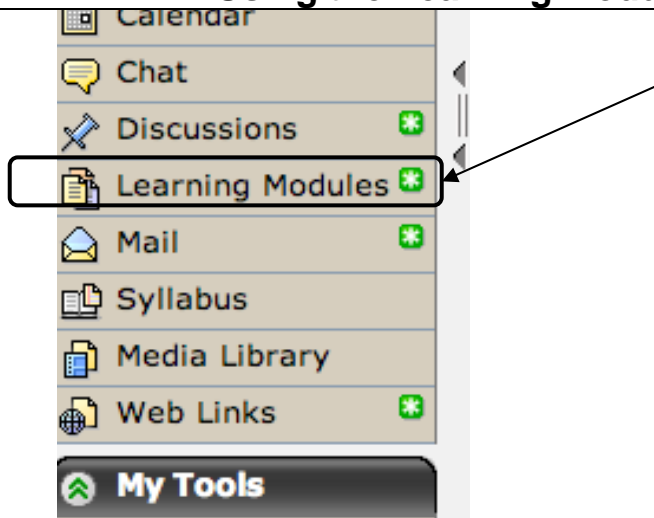 Calendar
Chat
Discussions
Learning Modules
Mail
Syllabus
Media Library
Web Links
My Tools